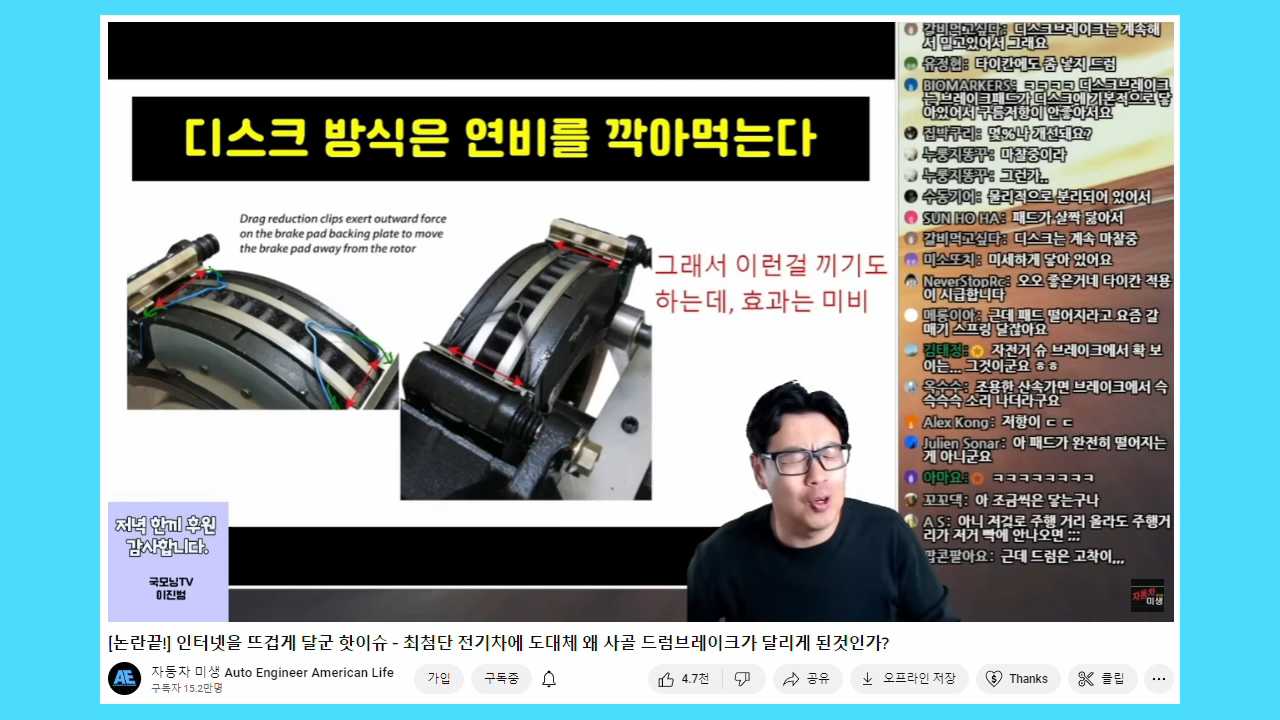 디스크 방식은 연비를 깍아먹는다
Drag reduction clips exert outward force
on the brake pad backing plate to move
the brake pad away from the rotor
그래서 이런걸 끼기도
하는데, 효과는 미비
저녁 한끼 후원
감사합니다.
국모닝TV
이진범
갈비먹고싶다: 디스크브레이크는 계속해
서 밀고있어서 그래요
유정협: 타이칸에도 좀 넣지 드럼
BIOMARKERS: ㅋㅋㅋㅋ 디스크브레이크
는 브레이크패드가 디스크에 기본적으로 닿
아있어서 구름저항이 안좋아서요
집박구리: 몇%나 개선돼요?
누룽지똥꾸: 마찰중이라
누룽지똥꾸: 그런가..
수동기어: 물리적으로 분리되어 있어서
SUN HO HA: 패드가 살짝 닳아서
갈비먹고싶다: 디스크는 계속 마찰중
미소또치: 미세하게 닿아 있어요
NeverStopRc: 오오 좋은거네 타이칸 적용
이 시급합니다
메롱이아: 근데 패드 떨어지라고 요즘 갈
매기 스프링 달잖아요
김태정: 자전거 슈 브레이크에서 확 보
이는... 그것이군요 ㅎㅎ
옥수수: 조용한 산속가면 브레이크에서 슥
슥슥슥 소리 나더라구요
Alex Kong: 저항이 ㄷ ㄷ
Julien Sonar: 아 패드가 완전히 떨어지는
게 아니군요
아마요: ㅋㅋㅋㅋㅋㅋㅋㅋ
꼬꼬댁: 아 조금씩은 닿는구나
A S: 아니 저걸로 주행 거리 올라도 주행거
리가 저거 빡에 안나오면 ;;;
팝콘팔아요: 근데 드럼은 고착이,,,
자동차
미생
[논란끝!] 인터넷을 뜨겁게 달군 핫이슈 - 최첨단 전기차에 도대체 왜 사골 드럼브레이크가 달리게 된것인가?
AE
자동차 미생 Auto Engineer American Life
구독자 15.2만명
가입
구독중
4.7천
공유
오프라인 저장
Thanks
클립